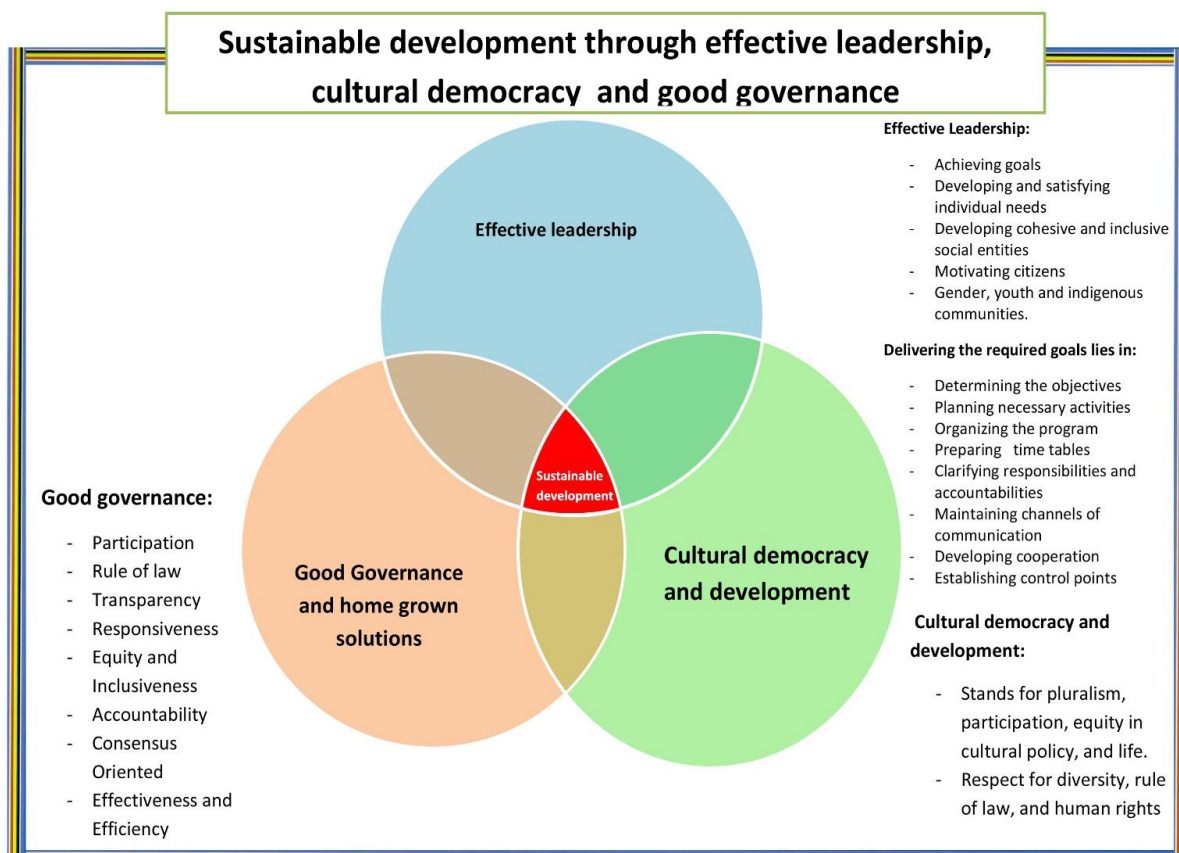 Sustainable development through effective leadership,
cultural democracy and good governance
Effective leadership
Sustainable
development
Good Governance
and home grown
solutions
Cultural democracy
and development
Good governance:
- Participation
- Rule of law
- Transparency
- Responsiveness
- Equity and
Inclusiveness
- Accountability
- Consensus
Oriented
- Effectiveness and
Efficiency
Effective Leadership:
- Achieving goals
- Developing and satisfying
individual needs
- Developing cohesive and inclusive
social entities
- Motivating citizens
- Gender, youth and indigenous
communities.
Delivering the required goals lies in:
- Determining the objectives
- Planning necessary activities
- Organizing the program
- Preparing time tables
- Clarifying responsibilities and
accountabilities
- Maintaining channels of
communication
- Developing cooperation
- Establishing control points
Cultural democracy and
development:
- Stands for pluralism,
participation, equity in
cultural policy, and life.
- Respect for diversity, rule
of law, and human rights